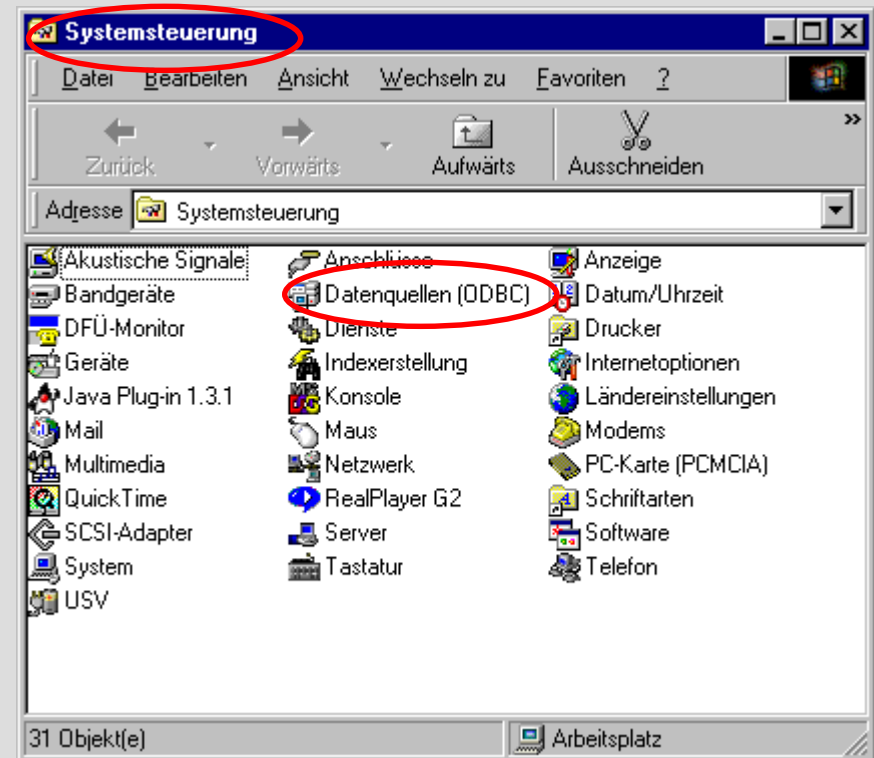 Systemsteuerung
Datei Bearbeiten Ansicht Wechseln zu Favoriten ?
Zurück Vorwärts Aufwärts Ausschneiden »
Adresse Systemsteuerung
Akustische Signale Anschlüsse Anzeige
Bandgeräte Datenquellen (ODBC) Datum/Uhrzeit
DFÜ-Monitor Dienste Drucker
Geräte Indexerstellung Internetoptionen
Java Plug-in 1.3.1 Konsole Ländereinstellungen
Mail Maus Modems
Multimedia Netzwerk PC-Karte (PCMCIA)
QuickTime RealPlayer G2 Schriftarten
SCSI-Adapter Server Software
System Tastatur Telefon
USV
31 Objekt(e) Arbeitsplatz